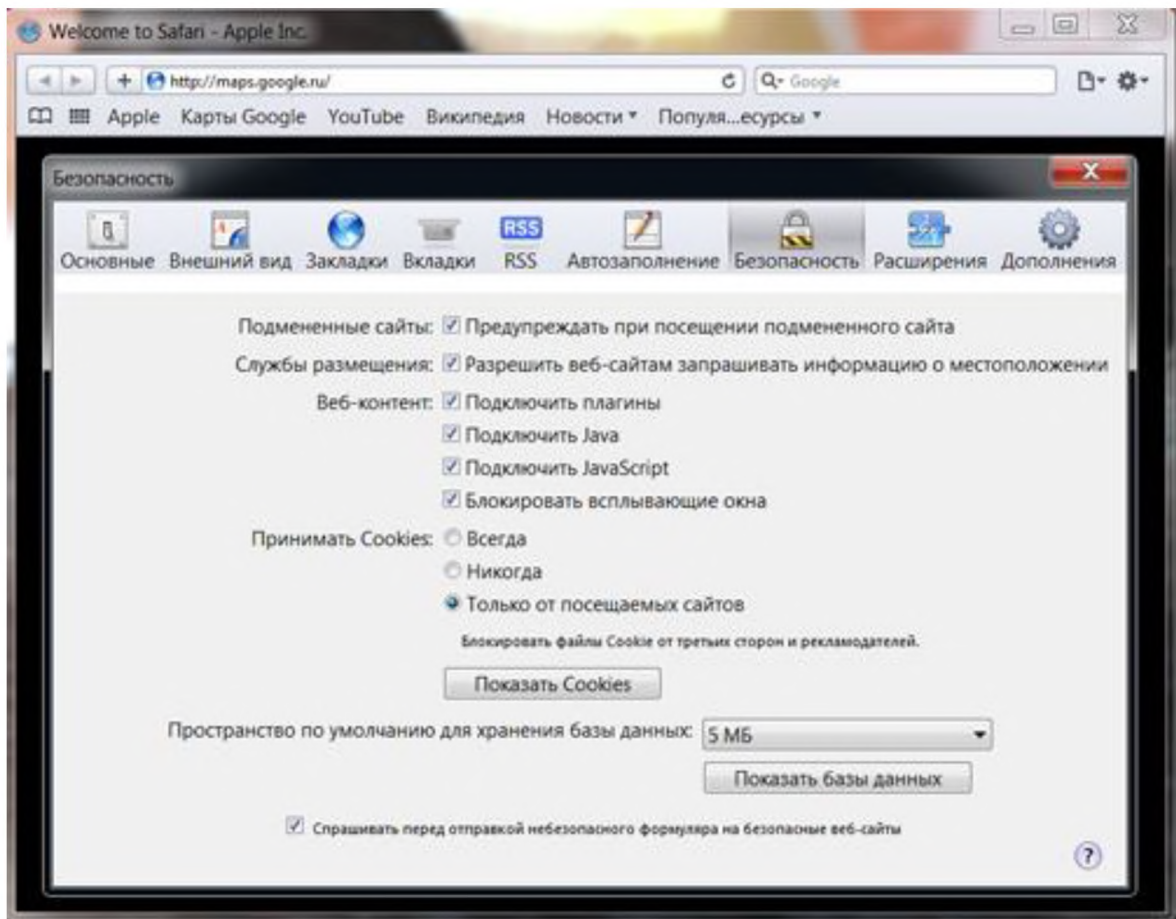 Welcome to Safari - Apple Inc.
http://maps.google.ru/
Google
Apple Карты Google YouTube Википедия Новости Популя...есурсы
Безопасность
RSS
Основные Внешний вид Закладки Вкладки RSS Автозаполнение Безопасность Расширения Дополнения
Подмененные сайты: Предупреждать при посещении подмененного сайта
Службы размещения: Разрешить веб-сайтам запрашивать информацию о местоположении
Веб-контент: Подключить плагины
Подключить Java
Подключить JavaScript
Блокировать всплывающие окна
Принимать Cookies: Всегда
Никогда
Только от посещаемых сайтов
Блокировать файлы Cookie от третьих сторон и рекламодателей.
Показать Cookies
Пространство по умолчанию для хранения базы данных: 5 МБ
Показать базы данных
Спрашивать перед отправкой небезопасного формуляра на безопасные веб-сайты
?